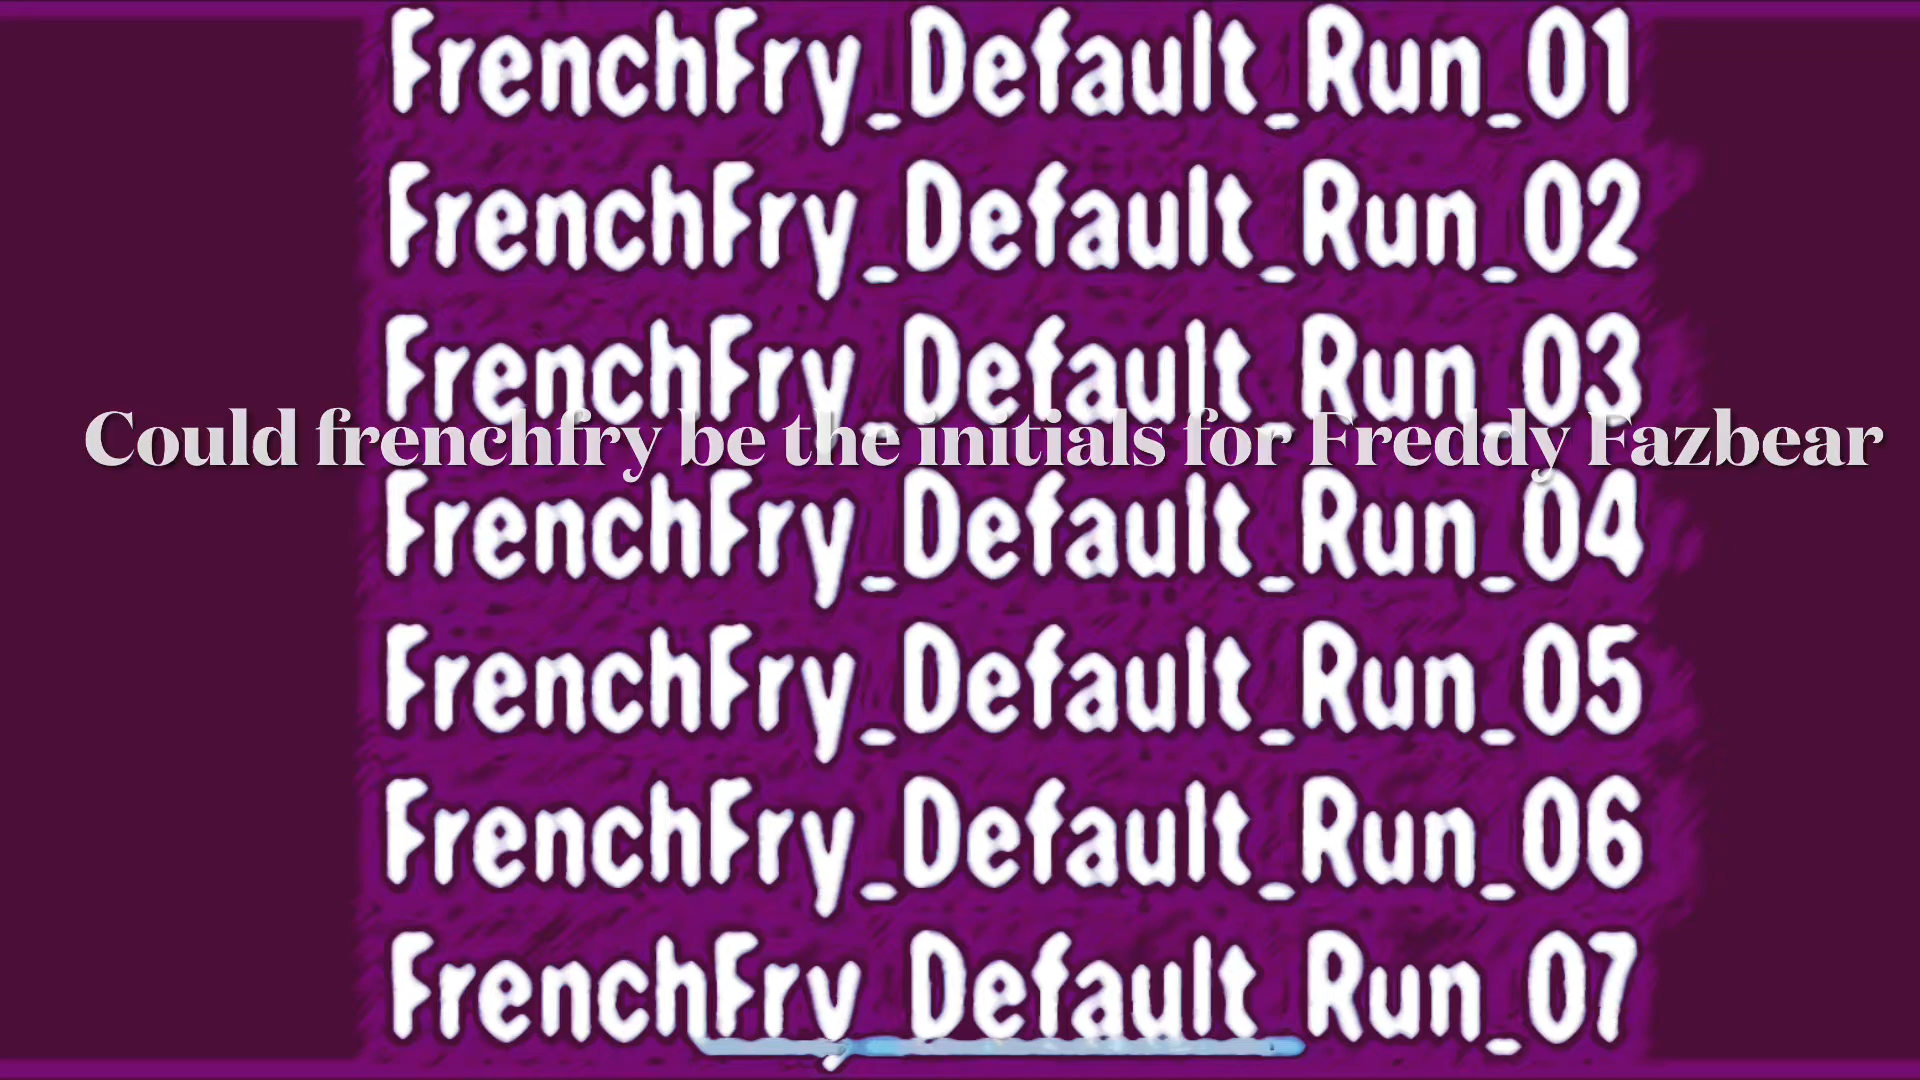 FrenchFry_Default_Run_01
FrenchFry_Default_Run_02
FrenchFry_Default_Run_03
Could frenchfry be the initials for Freddy Fazbear
FrenchFry_Default_Run_04
FrenchFry_Default_Run_05
FrenchFry_Default_Run_06
FrenchFry_Default_Run_07